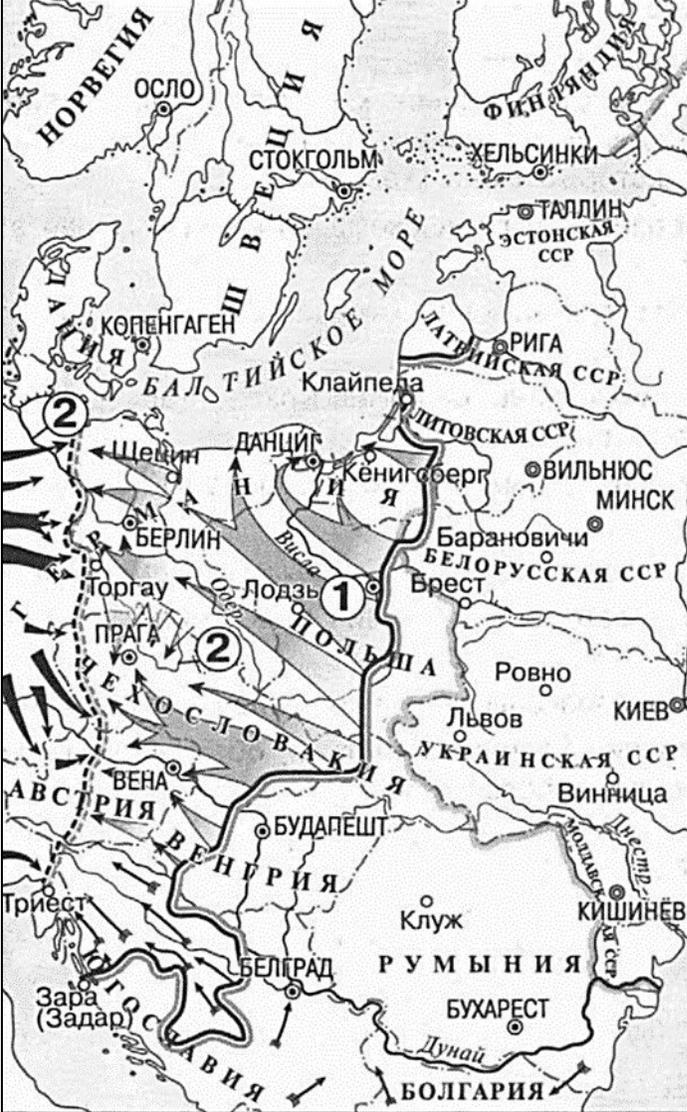 НОРВЕГИЯ
ОСЛО
ШВЕЦИЯ
ФИНЛЯНДИЯ
СТОКГОЛЬМ
ХЕЛЬСИНКИ
ТАЛЛИН
ЭСТОНСКАЯ
ССР
ДАНИЯ
КОПЕНГАГЕН
БАЛТИЙСКОЕ МОРЕ
РИГА
ЛАТВИЙСКАЯ ССР
Клайпеда
ЛИТОВСКАЯ ССР
2
Щецин
ДАНЦИГ
Кёнигсберг
ВИЛЬНЮС
МИНСК
ГЕРМАНИЯ
БЕРЛИН
Висла
Барановичи
БЕЛОРУССКАЯ ССР
Торгау
Одер
Лодзь
1
Брест
ПОЛЬША
ПРАГА
2
Ровно
КИЕВ
ЧЕХОСЛОВАКИЯ
Львов
УКРАИНСКАЯ ССР
Винница
ВЕНА
АВСТРИЯ
БУДАПЕШТ
ВЕНГРИЯ
Днестр
МОЛДАВСКАЯ ССР
Триест
Клуж
КИШИНЁВ
БЕЛГРАД
РУМЫНИЯ
Зара
(Задар)
ЮГОСЛАВИЯ
БУХАРЕСТ
Дунай
БОЛГАРИЯ